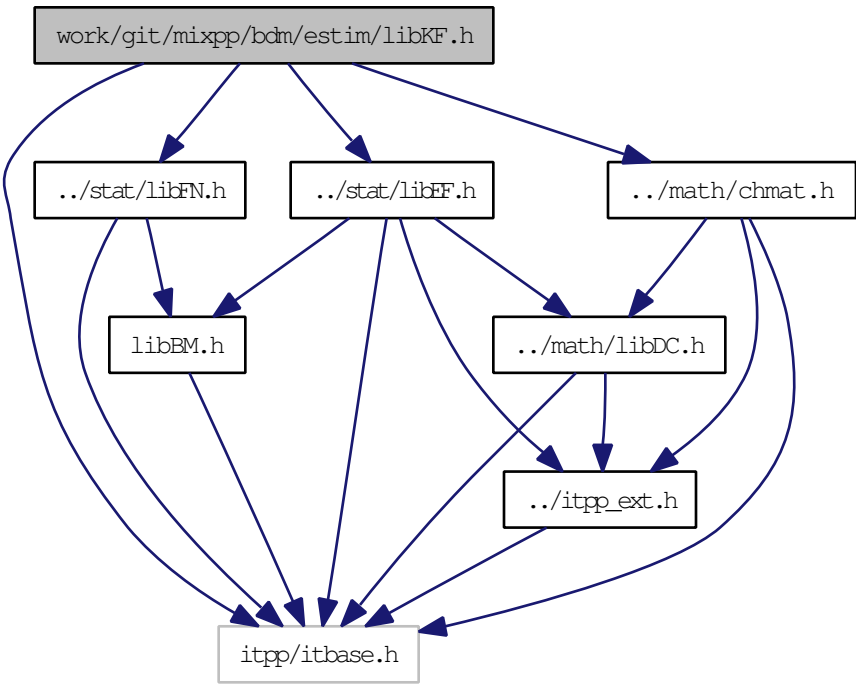 work/git/mixpp/bdm/estim/libKF.h
../stat/libFN.h
../stat/libEF.h
../math/chmat.h
libBM.h
../math/libDC.h
../itpp_ext.h
itpp/itbase.h